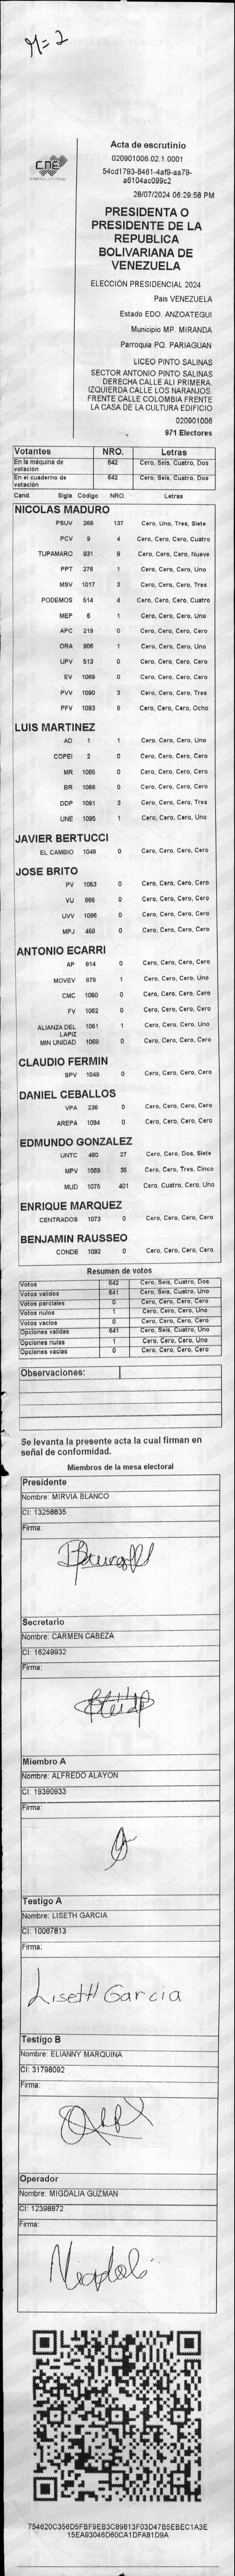 M=2
CNE
Acta de escrutinio
020901006.02.1.0001
54cd1793-8461-4af9-aa79-
a6104ac099c2
28/07/2024 06:29:56 PM
PRESIDENTA O
PRESIDENTE DE LA
REPUBLICA
BOLIVARIANA DE
VENEZUELA
ELECCIÓN PRESIDENCIAL 2024
País VENEZUELA
Estado EDO. ANZOATEGUI
Municipio MP. MIRANDA
Parroquia PQ. PARIAGUAN
LICEO PINTO SALINAS
SECTOR ANTONIO PINTO SALINAS
DERECHA CALLE ALI PRIMERA.
IZQUIERDA CALLE LOS NARANJOS.
FRENTE CALLE COLOMBIA FRENTE
LA CASA DE LA CULTURA EDIFICIO
020901006
971 Electores
Votantes NRO. Letras
En la máquina de votación 642 Cero, Seis, Cuatro, Dos
En el cuaderno de votación 642 Cero, Seis, Cuatro, Dos
Cand. Sigla Código NRO. Letras
NICOLAS MADURO
PSUV 269 137 Cero, Uno, Tres, Siete
PCV 9 4 Cero, Cero, Cero, Cuatro
TUPAMARO 931 9 Cero, Cero, Cero, Nueve
PPT 276 1 Cero, Cero, Cero, Uno
MSV 1017 3 Cero, Cero, Cero, Tres
PODEMOS 514 4 Cero, Cero, Cero, Cuatro
MEP 6 1 Cero, Cero, Cero, Uno
APC 219 0 Cero, Cero, Cero, Cero
ORA 906 1 Cero, Cero, Cero, Uno
UPV 513 0 Cero, Cero, Cero, Cero
EV 1089 0 Cero, Cero, Cero, Cero
PVV 1090 3 Cero, Cero, Cero, Tres
PFV 1093 8 Cero, Cero, Cero, Ocho
LUIS MARTINEZ
AD 1 1 Cero, Cero, Cero, Uno
COPEI 2 0 Cero, Cero, Cero, Cero
MR 1065 0 Cero, Cero, Cero, Cero
BR 1066 0 Cero, Cero, Cero, Cero
DDP 1091 3 Cero, Cero, Cero, Tres
UNE 1095 1 Cero, Cero, Cero, Uno
JAVIER BERTUCCI
EL CAMBIO 1048 0 Cero, Cero, Cero, Cero
JOSE BRITO
PV 1053 0 Cero, Cero, Cero, Cero
VU 968 0 Cero, Cero, Cero, Cero
UVV 1096 0 Cero, Cero, Cero, Cero
MPJ 458 0 Cero, Cero, Cero, Cero
ANTONIO ECARRI
AP 814 0 Cero, Cero, Cero, Cero
MOVEV 979 1 Cero, Cero, Cero, Uno
CMC 1050 0 Cero, Cero, Cero, Cero
FV 1062 0 Cero, Cero, Cero, Cero
ALIANZA DEL LAPIZ 1051 1 Cero, Cero, Cero, Uno
MIN UNIDAD 1069 0 Cero, Cero, Cero, Cero
CLAUDIO FERMIN
SPV 1049 0 Cero, Cero, Cero, Cero
DANIEL CEBALLOS
VPA 236 0 Cero, Cero, Cero, Cero
AREPA 1094 0 Cero, Cero, Cero, Cero
EDMUNDO GONZALEZ
UNTC 460 27 Cero, Cero, Dos, Siete
MPV 1069 35 Cero, Cero, Tres, Cinco
MUD 1075 401 Cero, Cuatro, Cero, Uno
ENRIQUE MARQUEZ
CENTRADOS 1073 0 Cero, Cero, Cero, Cero
BENJAMIN RAUSSEO
CONDE 1092 0 Cero, Cero, Cero, Cero
Resumen de votos
Votos 642 Cero, Seis, Cuatro, Dos
Votos validos 641 Cero, Seis, Cuatro, Uno
Votos parciales 0 Cero, Cero, Cero, Cero
Votos nulos 1 Cero, Cero, Cero, Uno
Votos vacios 0 Cero, Cero, Cero, Cero
Opciones validas 641 Cero, Seis, Cuatro, Uno
Opciones nulas 1 Cero, Cero, Cero, Uno
Opciones vacías 0 Cero, Cero, Cero, Cero
Observaciones:
Se levanta la presente acta la cual firman en
señal de conformidad.
Miembros de la mesa electoral
Presidente
Nombre: MIRVIA BLANCO
CI: 13258835
Firma:
Secretario
Nombre: CARMEN CABEZA
CI: 16249932
Firma:
Miembro A
Nombre: ALFREDO ALAYON
CI: 19390933
Firma:
Testigo A
Nombre: LISETH GARCIA
CI: 10067813
Firma:
Liseth Garcia
Testigo B
Nombre: ELIANNY MARQUINA
CI: 31798092
Firma:
Operador
Nombre: MIGDALIA GUZMAN
CI: 12398872
Firma:
754620C356D5FBF9EB3C89813F03D47B5EBEC1A3E
15EA93046D60CA1DFA81D9A